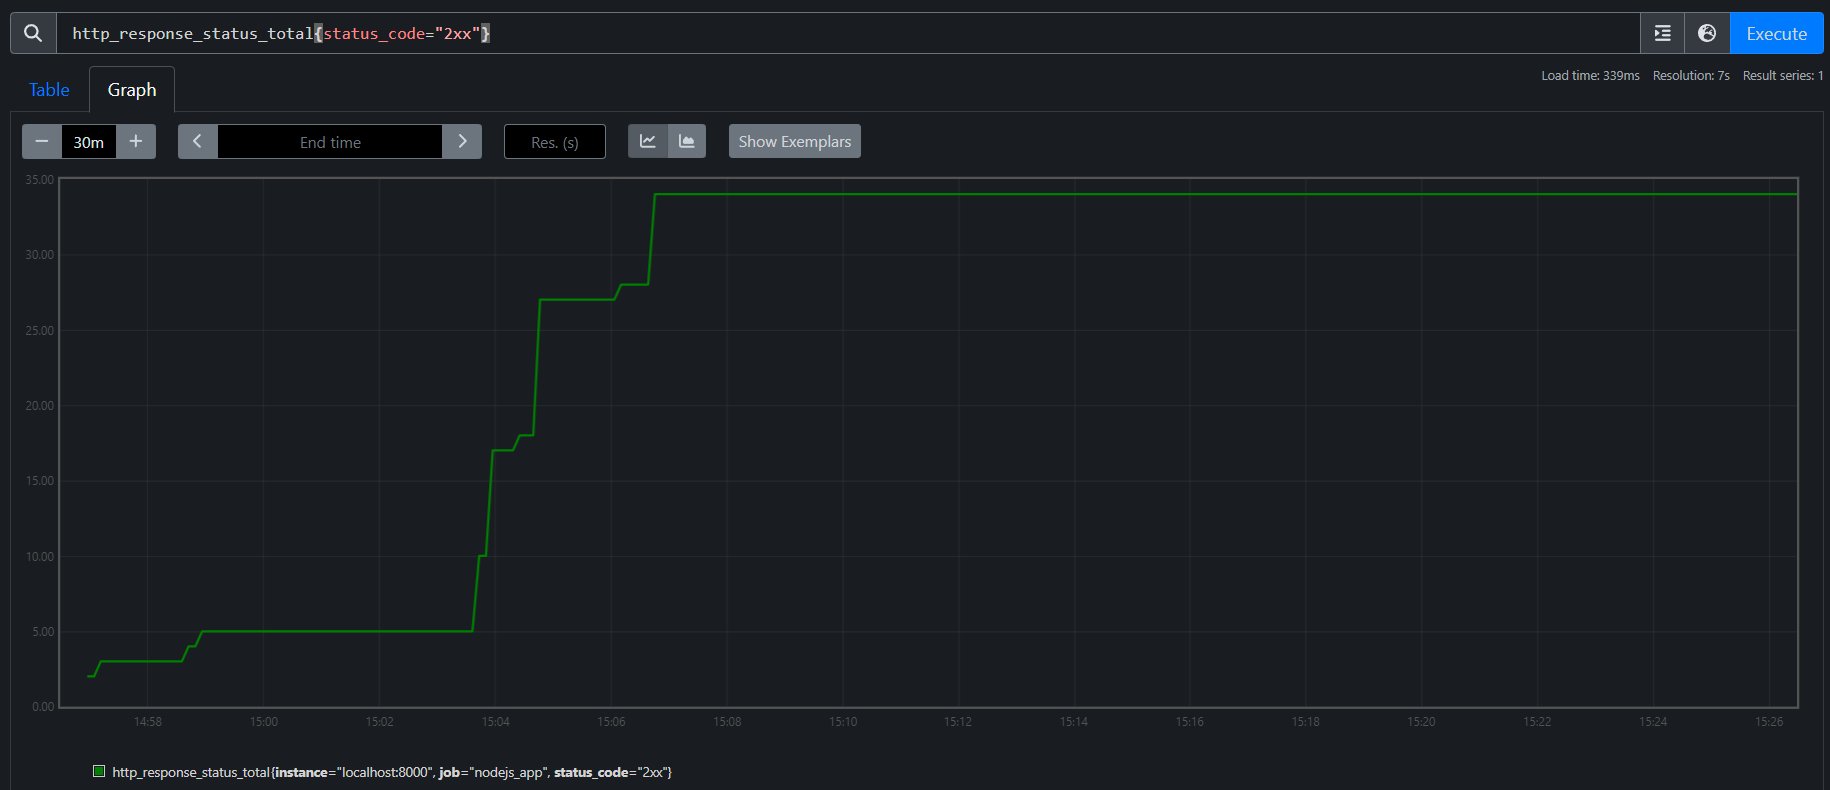 http_response_status_total{status_code="2xx"}
Execute
Load time: 339ms Resolution: 7s Result series: 1
Table Graph
30m End time Res. (s) Show Exemplars
35.00
30.00
25.00
20.00
15.00
10.00
5.00
0.00
14:58 15:00 15:02 15:04 15:06 15:08 15:10 15:12 15:14 15:16 15:18 15:20 15:22 15:24 15:26
http_response_status_total{instance="localhost:8000", job="nodejs_app", status_code="2xx"}